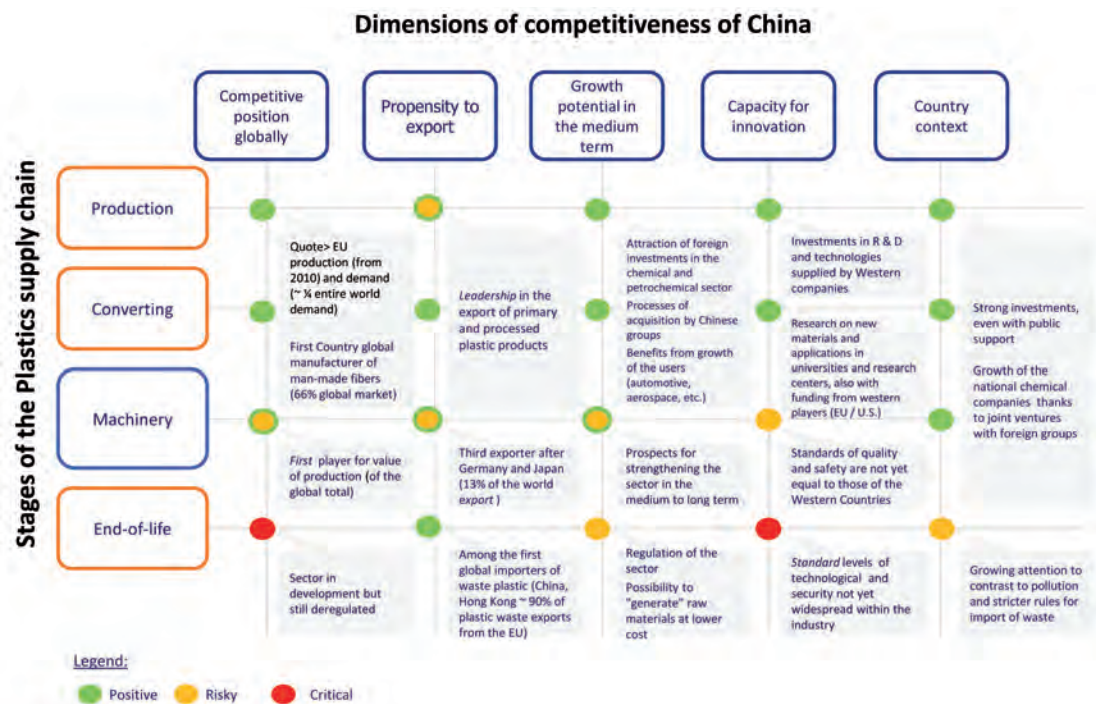 Dimensions of competitiveness of China
Stages of the Plastics supply chain
Competitive
position
globally
Propensity to
export
Growth
potential in
the medium
term
Capacity for
innovation
Country
context
Production
Quote> EU
production (from
2010) and demand
(~ ¼ entire world
demand)
Attraction of foreign
investments in the
chemical and
petrochemical sector
Investments in R & D
and technologies
supplied by Western
companies
Converting
First Country global
manufacturer of
man-made fibers
(66% global market)
Leadership in the
export of primary
and processed
plastic products
Processes of
acquisition by Chinese
groups
Benefits from growth
of the users
(automotive,
aerospace, etc.)
Research on new
materials and
applications in
universities and research
centers, also with
funding from western
players (EU / U.S.)
Strong investments,
even with public
support
Growth of the
national chemical
companies thanks
to joint ventures
with foreign groups
Machinery
First player for value
of production (of the
global total)
Third exporter after
Germany and Japan
(13% of the world
export )
Prospects for
strengthening the
sector in the
medium to long term
Standards of quality
and safety are not yet
equal to those of the
Western Countries
End-of-life
Sector in
development but
still deregulated
Among the first
global importers of
waste plastic (China,
Hong Kong ~ 90% of
plastic waste exports
from the EU)
Regulation of the
sector
Possibility to
"generate" raw
materials at lower
cost
Standard levels of
technological and
security not yet
widespread within the
industry
Growing attention to
contrast to pollution
and stricter rules for
import of waste
Legend:
Positive
Risky
Critical